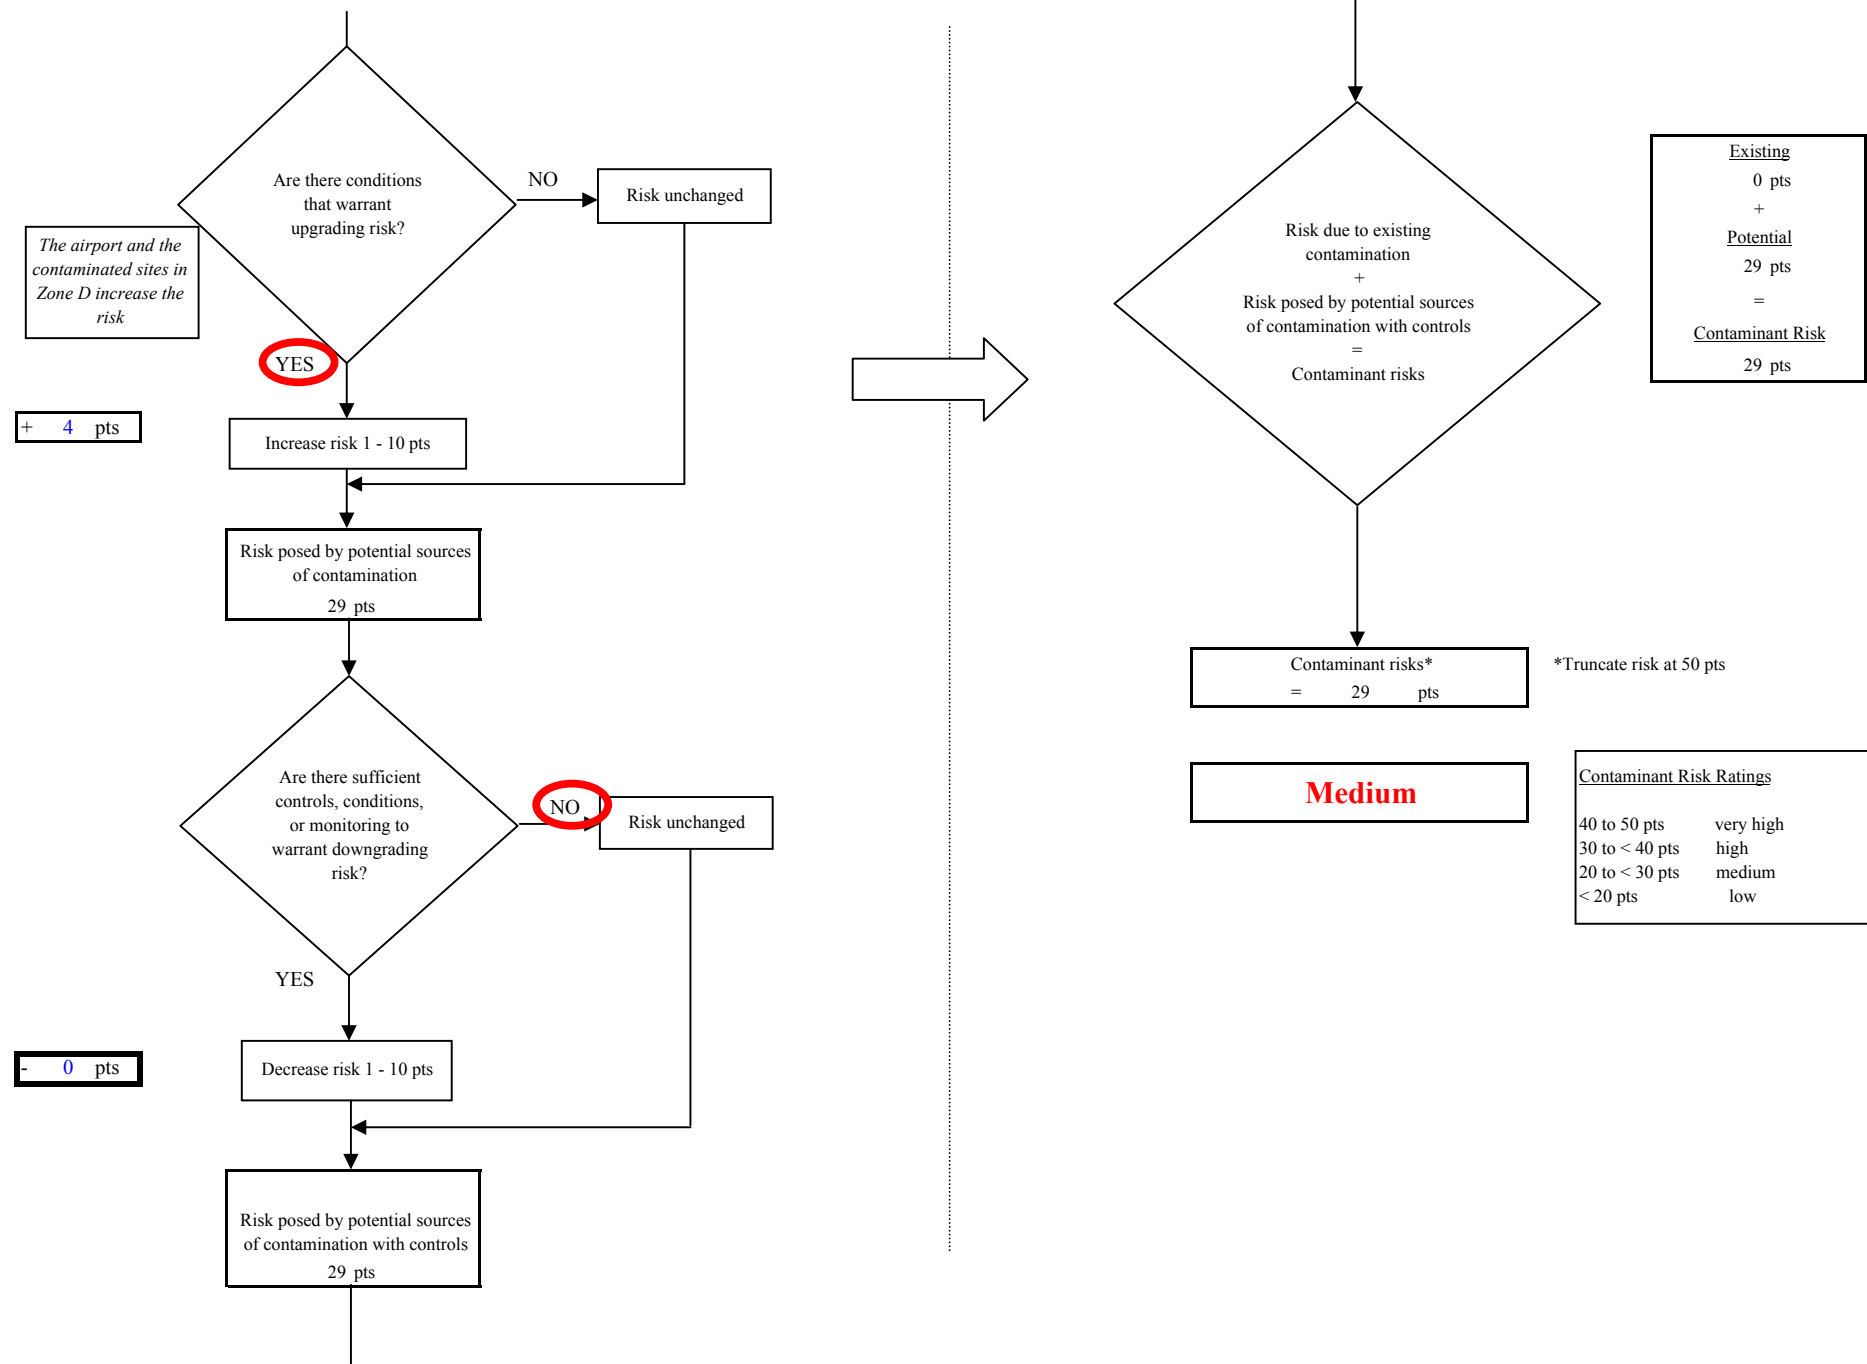 Are there conditions
that warrant
upgrading risk?
NO
Risk unchanged
The airport and the
contaminated sites in
Zone D increase the
risk
YES
+ 4 pts
Increase risk 1 - 10 pts
Risk posed by potential sources
of contamination
29 pts
Are there sufficient
controls, conditions,
or monitoring to
warrant downgrading
risk?
NO
Risk unchanged
YES
- 0 pts
Decrease risk 1 - 10 pts
Risk posed by potential sources
of contamination with controls
29 pts
Risk due to existing
contamination
+
Risk posed by potential sources
of contamination with controls
=
Contaminant risks
Existing
0 pts
+
Potential
29 pts
=
Contaminant Risk
29 pts
Contaminant risks*
= 29 pts
*Truncate risk at 50 pts
Medium
Contaminant Risk Ratings
40 to 50 pts very high
30 to < 40 pts high
20 to < 30 pts medium
< 20 pts low